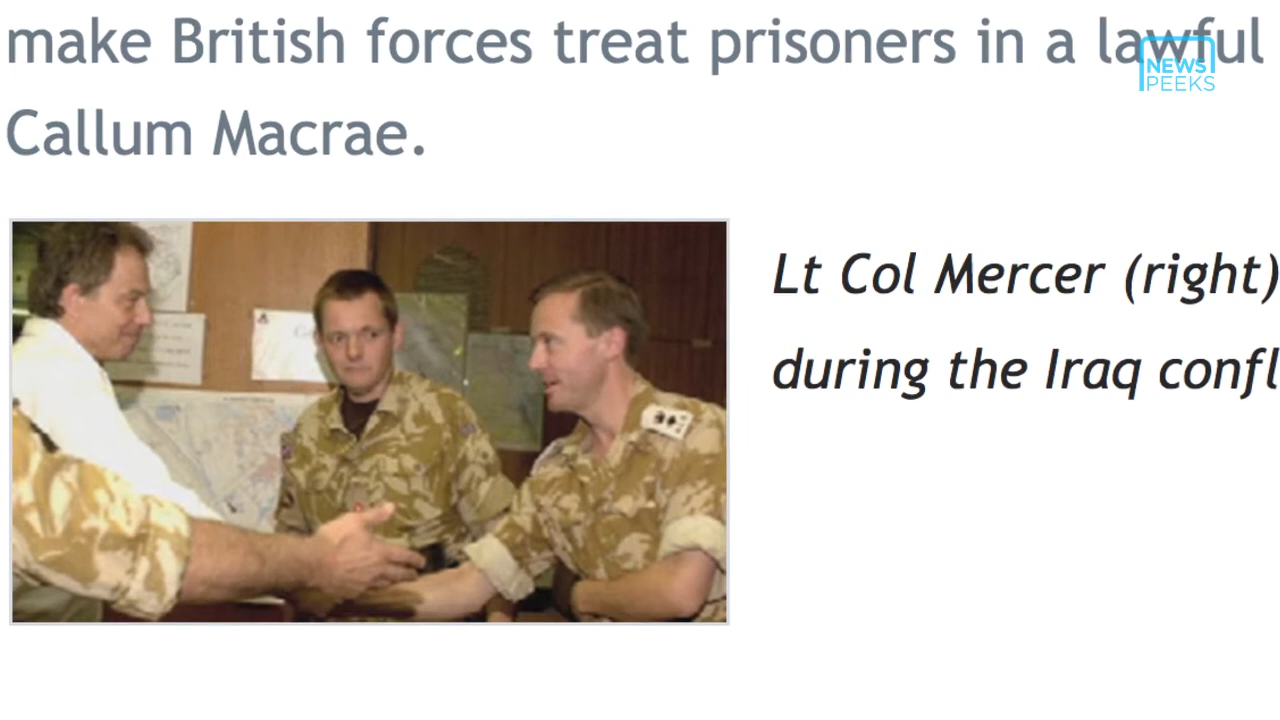 make British forces treat prisoners in a lawful
NEWS
PEEKS
Callum Macrae.
Lt Col Mercer (right)
during the Iraq confl